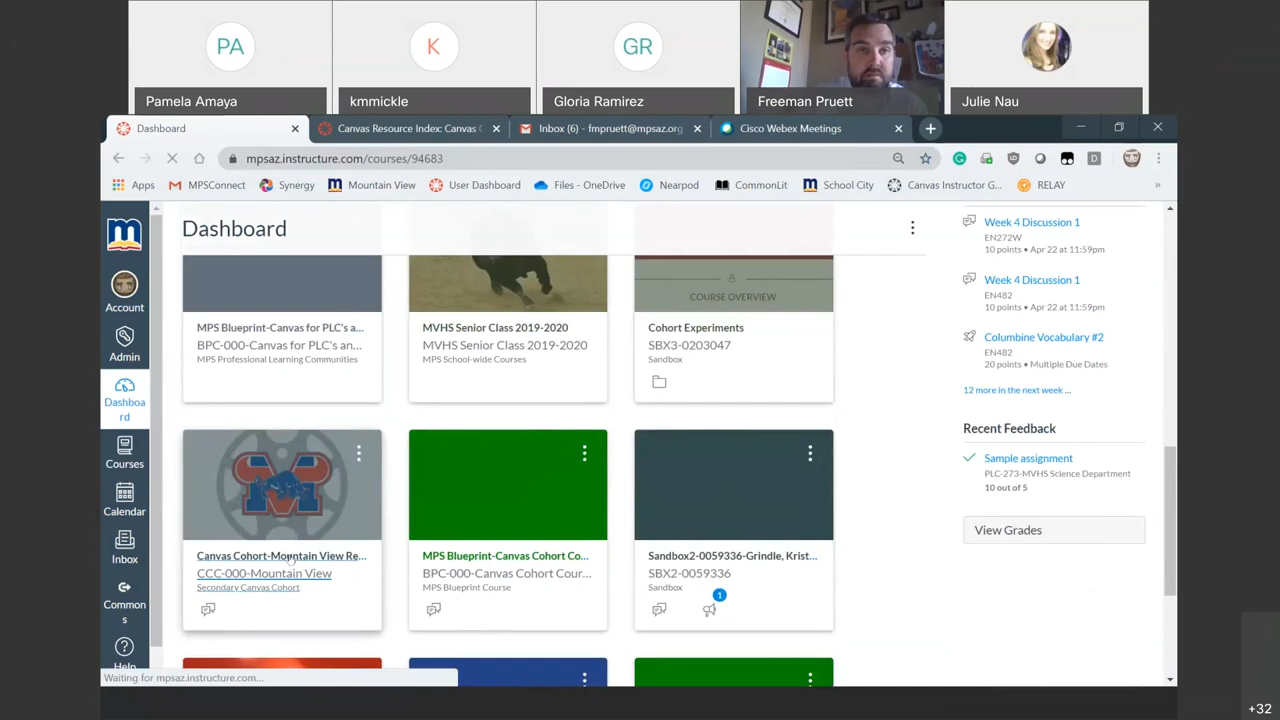 PA
K
GR
Pamela Amaya
kmmickle
Gloria Ramirez
Freeman Pruett
Julie Nau
Dashboard
Canvas Resource Index: Canvas C
Inbox (6) - fmpruett@mpsaz.org
Cisco Webex Meetings
mpsaz.instructure.com/courses/94683
Apps
MPSConnect
Synergy
Mountain View
User Dashboard
Files - OneDrive
Nearpod
CommonLit
School City
Canvas Instructor G...
RELAY
Account
Admin
Dashboa
rd
Courses
Calendar
Inbox
Common
s
Help
Dashboard
COURSE OVERVIEW
MPS Blueprint-Canvas for PLC's a...
BPC-000-Canvas for PLC's an...
MPS Professional Learning Communities
MVHS Senior Class 2019-2020
MVHS Senior Class 2019-2020
MPS School-wide Courses
Cohort Experiments
SBX3-0203047
Sandbox
Canvas Cohort-Mountain View Re...
CCC-000-Mountain View
Secondary Canvas Cohort
MPS Blueprint-Canvas Cohort Co...
BPC-000-Canvas Cohort Cour...
MPS Blueprint Course
Sandbox2-0059336-Grindle, Krist...
SBX2-0059336
Sandbox
1
Week 4 Discussion 1
EN272W
10 points • Apr 22 at 11:59pm
Week 4 Discussion 1
EN482
10 points • Apr 22 at 11:59pm
Columbine Vocabulary #2
EN482
20 points • Multiple Due Dates
12 more in the next week ...
Recent Feedback
Sample assignment
PLC-273-MVHS Science Department
10 out of 5
View Grades
Waiting for mpsaz.instructure.com...
+32